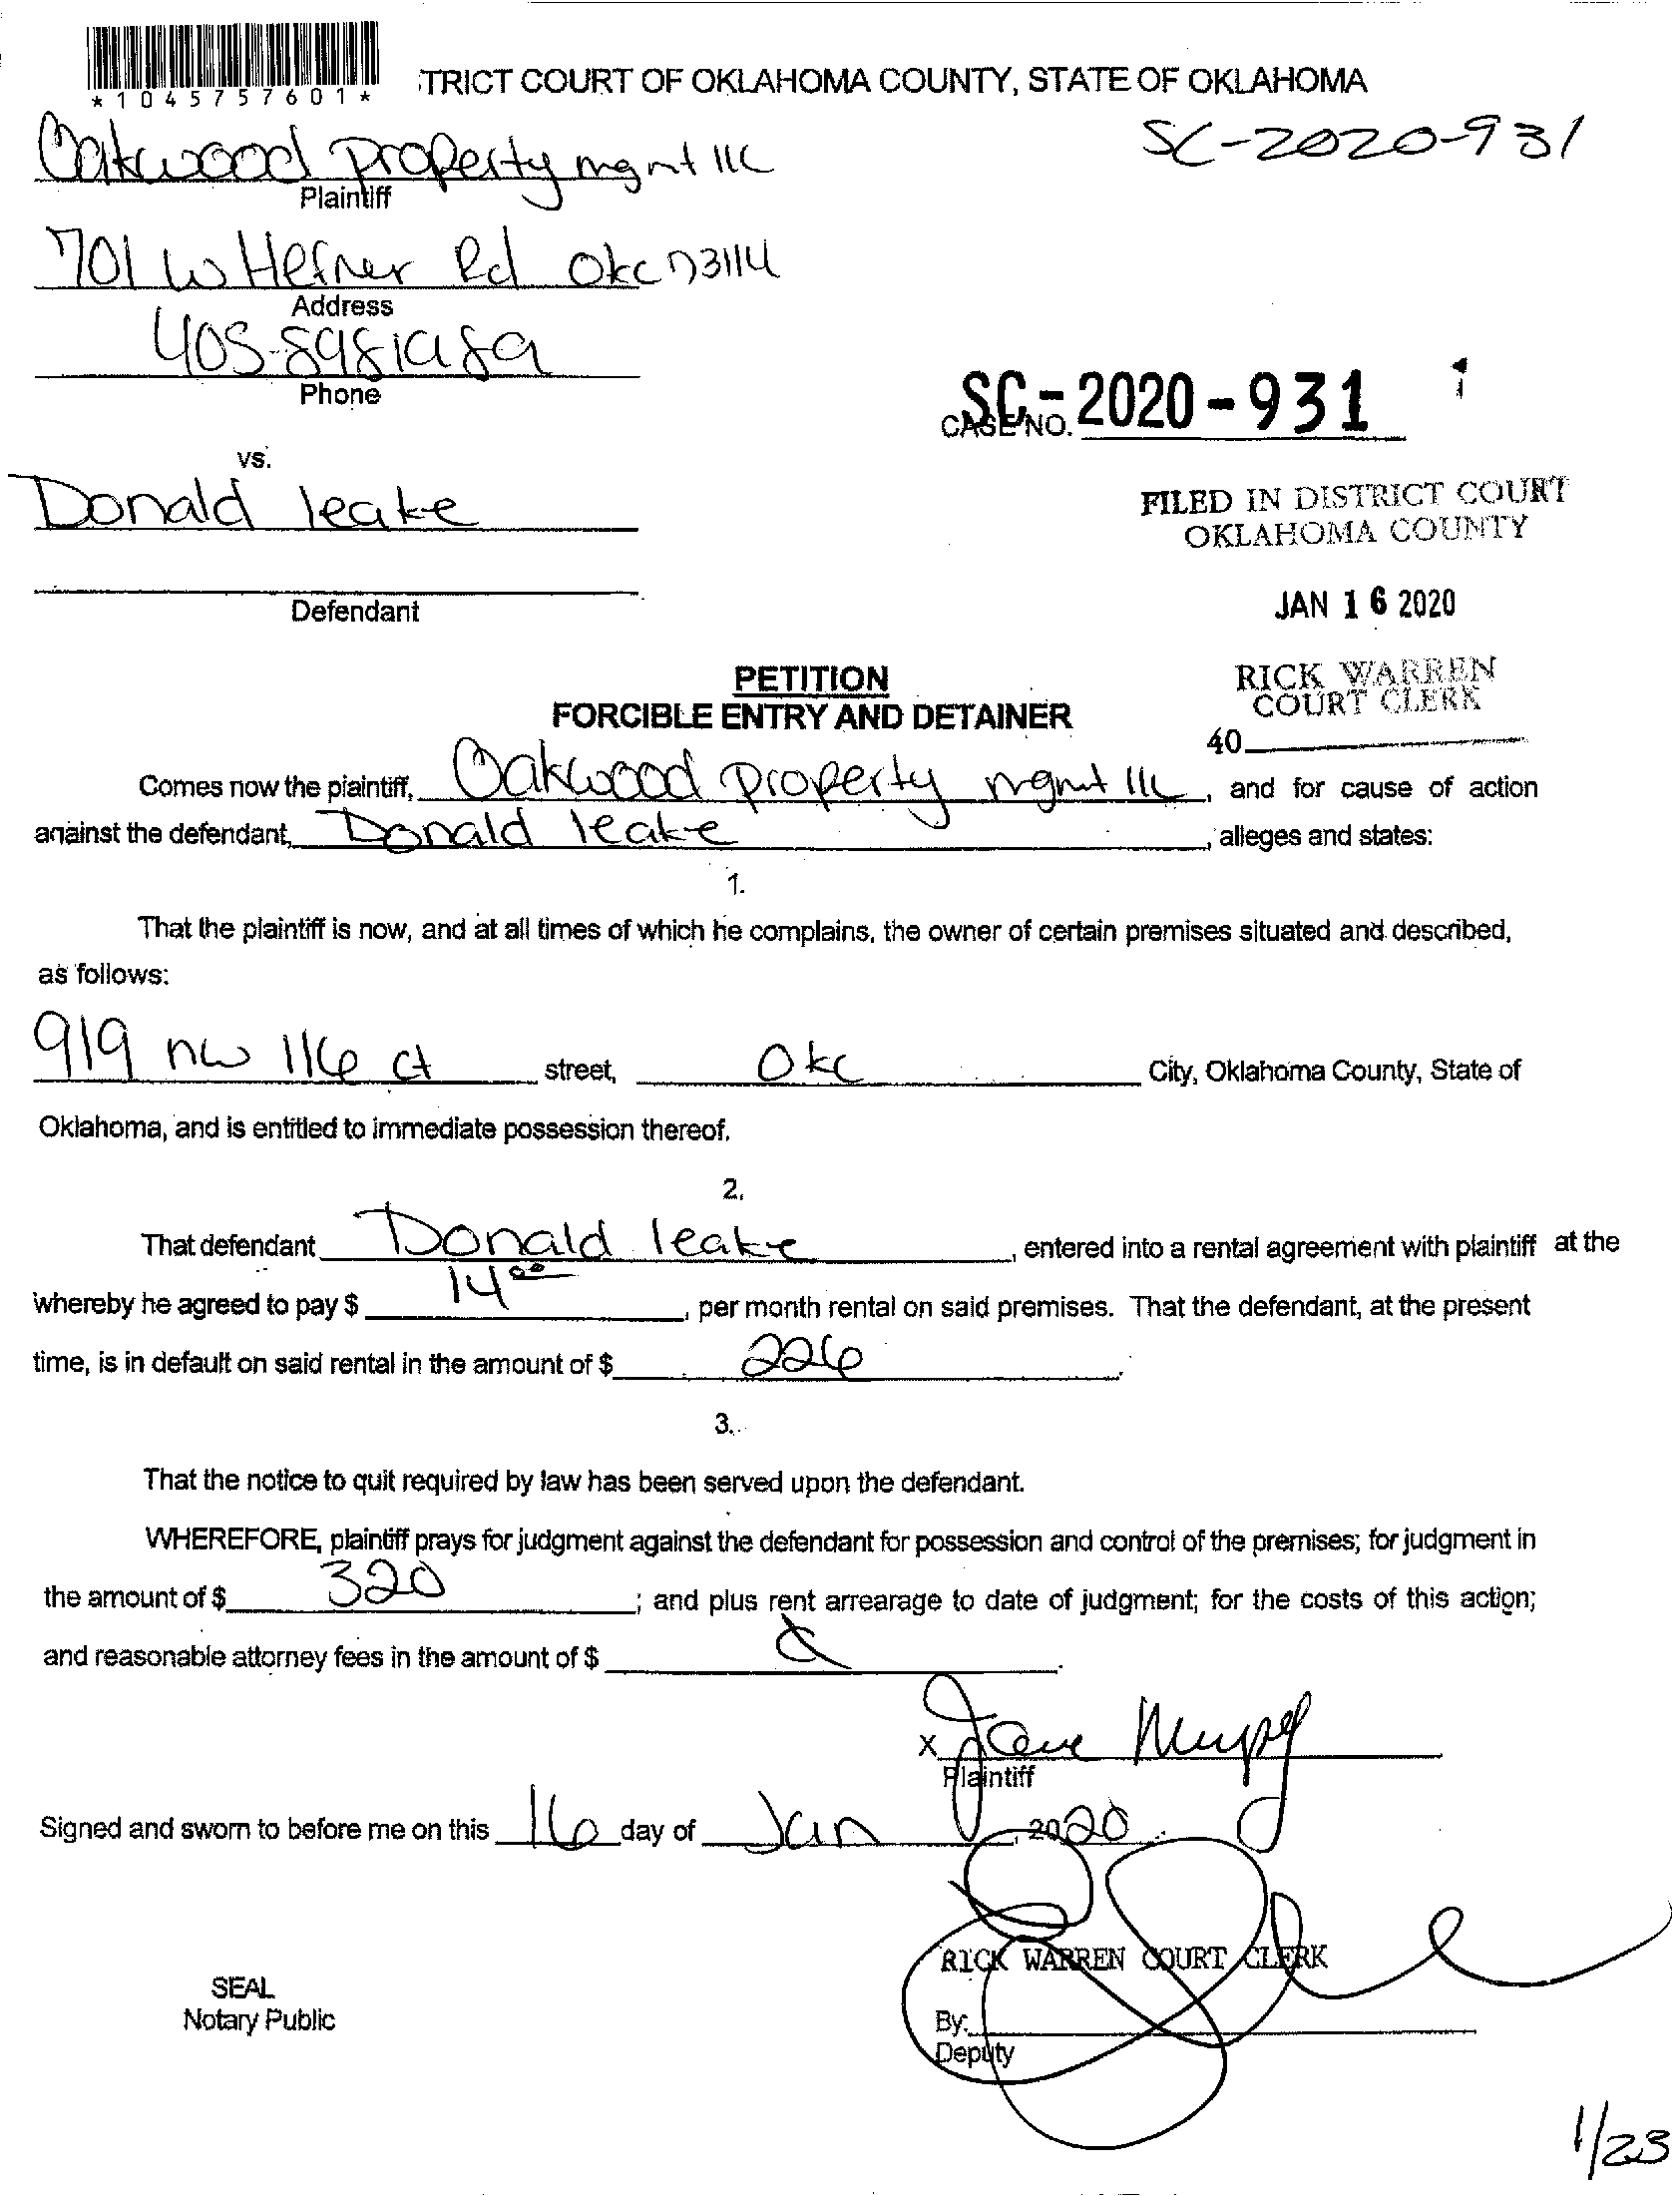 *1045757601*
TRICT COURT OF OKLAHOMA COUNTY, STATE OF OKLAHOMA
SC-2020-931
Oakwood property mgmt llc
Plaintiff
701 W Hefner Rd Okc 73114
Address
Phone
SC-2020-931
CASE NO.
vs.
Donald leake
FILED IN DISTRICT COURT
OKLAHOMA COUNTY
Defendant
JAN 16 2020
PETITION
RICK WARREN
COURT CLERK
FORCIBLE ENTRY AND DETAINER
40
Comes now the plaintiff, Oakwood property mgmt llc, and for cause of action
against the defendant, Donald leake, alleges and states:
1.
That the plaintiff is now, and at all times of which he complains, the owner of certain premises situated and described,
as follows:
919 nw 116 ct street, Okc City, Oklahoma County, State of
Oklahoma, and is entitled to immediate possession thereof.
2.
That defendant Donald leake, entered into a rental agreement with plaintiff at the
whereby he agreed to pay $ 14 00, per month rental on said premises. That the defendant, at the present
time, is in default on said rental in the amount of $ 226.
3.
That the notice to quit required by law has been served upon the defendant.
WHEREFORE, plaintiff prays for judgment against the defendant for possession and control of the premises; for judgment in
the amount of $ 320; and plus rent arrearage to date of judgment; for the costs of this action;
and reasonable attorney fees in the amount of $
x
Plaintiff
Signed and sworn to before me on this 16 day of Jan, 2020.
RICK WARREN COURT CLERK
SEAL
Notary Public
By:
Deputy
1/23